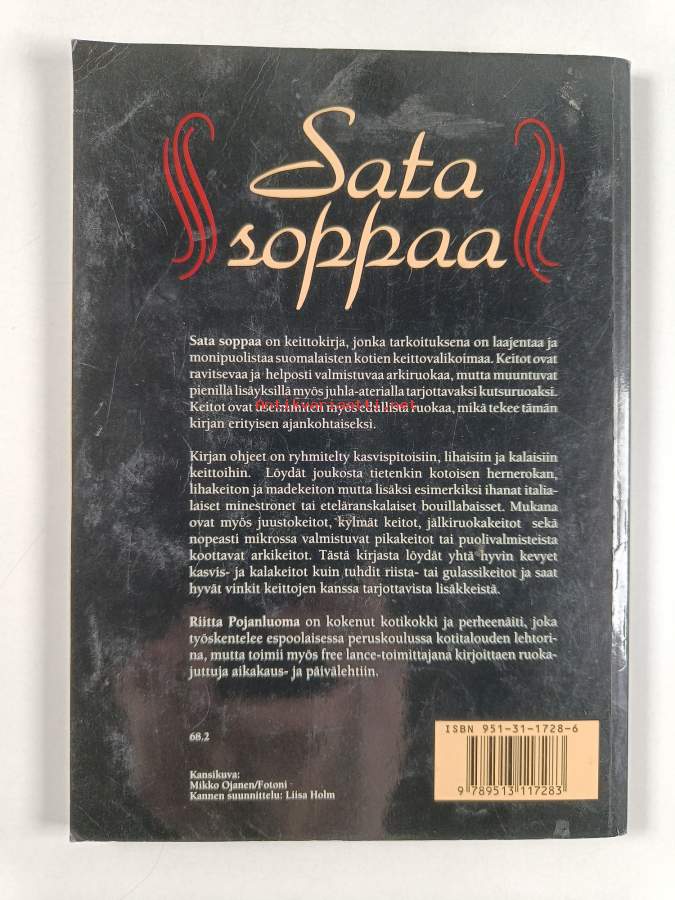 Sata
soppaa
Sata soppaa on keittokirja, jonka tarkoituksena on laajentaa ja
monipuolistaa suomalaisten kotien keittovalikoimaa. Keitot ovat
ravitsevaa ja helposti valmistuvaa arkiruokaa, mutta muuntuvat
pienillä lisäyksillä myös juhla-aterialla tarjottavaksi kutsuruoaksi.
Keitot ovat useimmiten myös edullista ruokaa, mikä tekee tämän
kirjan erityisen ajankohtaiseksi.
Kirjan ohjeet on ryhmitelty kasvispitoisiin, lihaisiin ja kalaisiin
keittoihin. Löydät joukosta tietenkin kotoisen hernerokan,
lihakeiton ja madekeiton mutta lisäksi esimerkiksi ihanat italia-
laiset minestronet tai eteläranskalaiset bouillabaisset. Mukana
ovat myös juustokeitot, kylmät keitot, jälkiruokakeitot sekä
nopeasti mikrossa valmistuvat pikakeitot tai puolivalmisteista
koottavat arkikeitot. Tästä kirjasta löydät yhtä hyvin kevyet
kasvis- ja kalakeitot kuin tuhdit riista- tai gulassikeitot ja saat
hyvät vinkit keittojen kanssa tarjottavista lisäkkeistä.
Riitta Pojanluoma on kokenut kotikokki ja perheenäiti, joka
työskentelee espoolaisessa peruskoulussa kotitalouden lehtori-
na, mutta toimii myös free lance-toimittajana kirjoittaen ruoka-
juttuja aikakaus- ja päivälehtiin.
68.2
Kansikuva:
Mikko Ojanen/Fotoni
Kannen suunnittelu: Liisa Holm
ISBN 951-31-1728-6
9 789513 117283